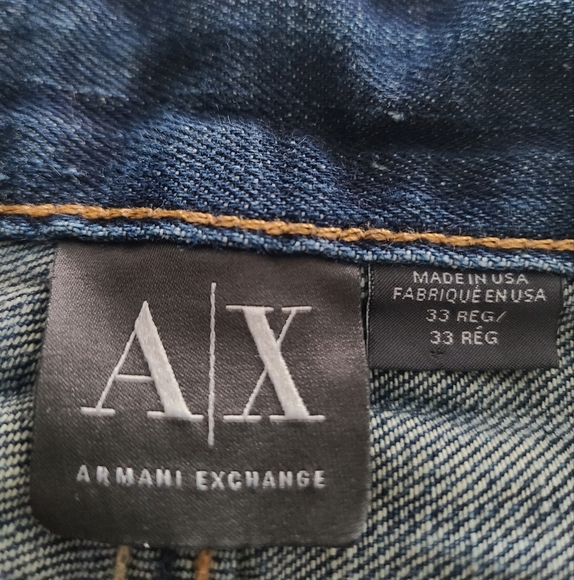 A|X
ARMANI EXCHANGE
MADE IN USA
FABRIQUÉ EN USA
33 REG/
33 RÉG